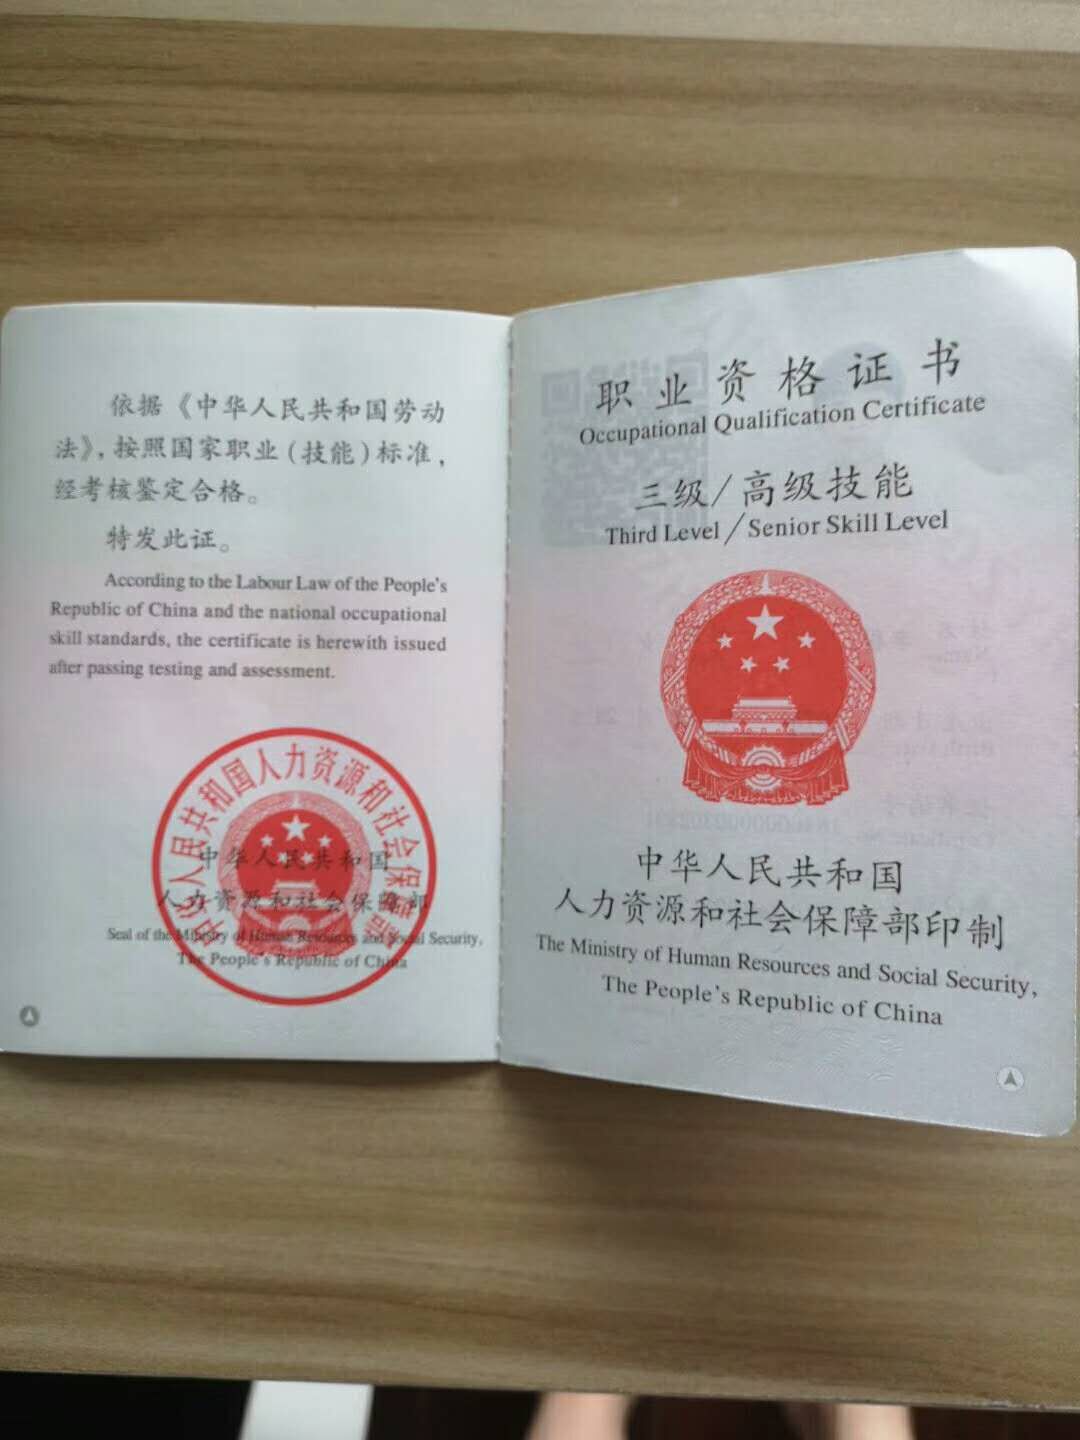 依据《中华人民共和国劳动
法》，按照国家职业（技能）标准，
经考核鉴定合格。
特发此证。
According to the Labour Law of the People's
Republic of China and the national occupational
skill standards, the certificate is herewith issued
after passing testing and assessment.
中华人民共和国人力资源和社会保障部
中华人民共和国
人力资源和社会保障部
Seal of the Ministry of Human Resources and Social Security,
The People's Republic of China
职业资格证书
Occupational Qualification Certificate
三级/高级技能
Third Level/Senior Skill Level
中华人民共和国
人力资源和社会保障部印制
The Ministry of Human Resources and Social Security,
The People's Republic of China